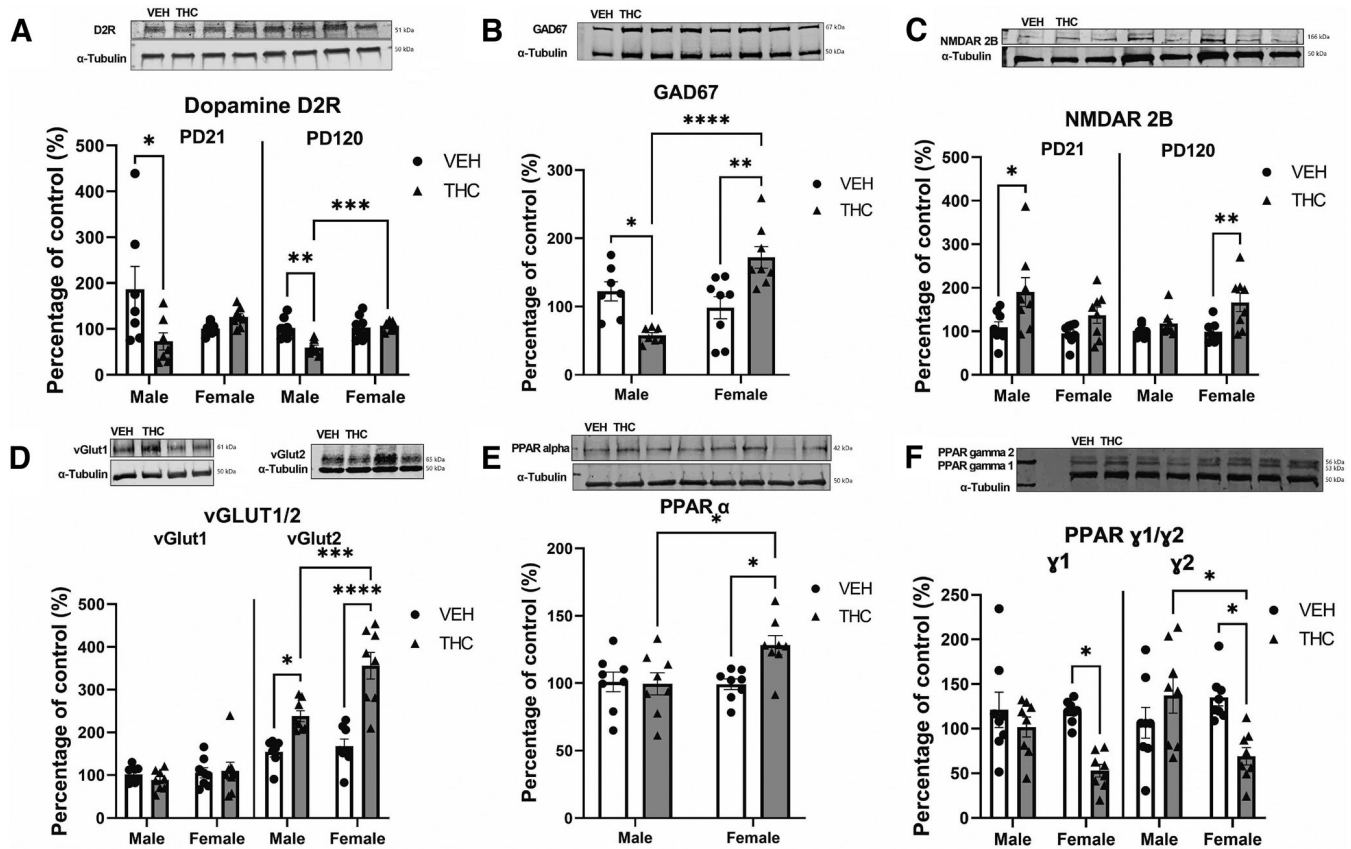 A
VEH THC
D2R
51 kDa
α-Tubulin
50 kDa
Dopamine D2R
PD21
PD120
Percentage of control (%)
500
400
300
200
100
0
*
**
***
VEH
THC
Male
Female
Male
Female
B
VEH THC
GAD67
67 kDa
α-Tubulin
50 kDa
GAD67
Percentage of control (%)
300
200
100
0
*
****
**
VEH
THC
Male
Female
C
VEH THC
NMDAR 2B
166 kDa
α-Tubulin
50 kDa
NMDAR 2B
PD21
PD120
Percentage of control (%)
500
400
300
200
100
0
*
**
VEH
THC
Male
Female
Male
Female
D
VEH THC
vGlut1
61 kDa
α-Tubulin
50 kDa
VEH THC
vGlut2
65 kDa
α-Tubulin
50 kDa
vGLUT1/2
vGlut1
vGlut2
Percentage of control (%)
500
400
300
200
100
0
*
***
****
VEH
THC
Male
Female
Male
Female
E
VEH THC
PPAR alpha
42 kDa
α-Tubulin
50 kDa
PPAR α
Percentage of control (%)
200
150
100
50
0
*
*
VEH
THC
Male
Female
F
VEH THC
PPAR gamma 2
56 kDa
PPAR gamma 1
53 kDa
α-Tubulin
50 kDa
PPAR ɣ1/ɣ2
ɣ1
ɣ2
Percentage of control (%)
250
200
150
100
50
0
*
*
*
VEH
THC
Male
Female
Male
Female